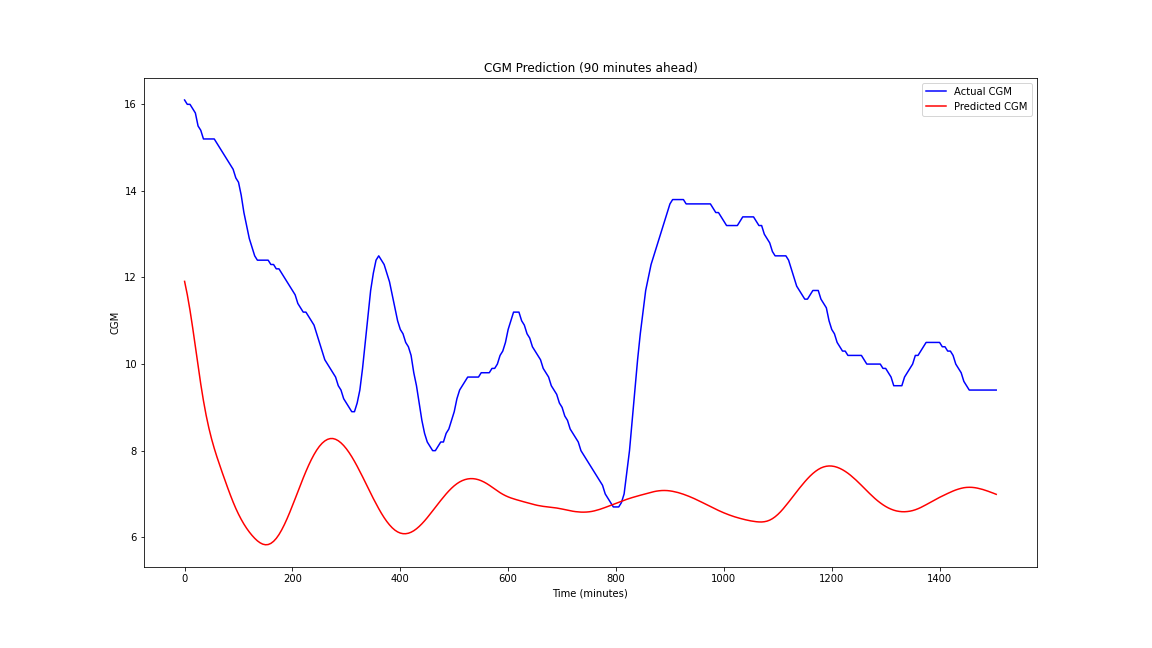 CGM Prediction (90 minutes ahead)
Actual CGM
Predicted CGM
16
14
12
10
8
6
CGM
0 200 400 600 800 1000 1200 1400
Time (minutes)